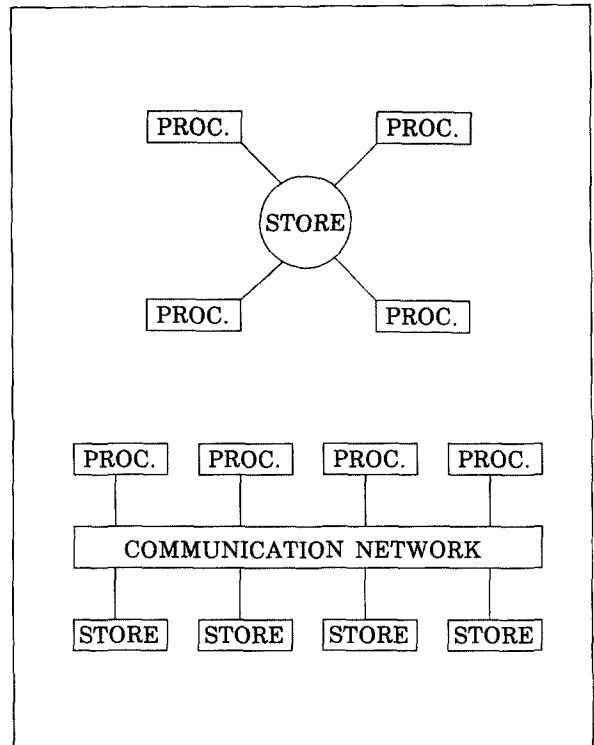 PROC. PROC.
STORE
PROC. PROC.
PROC. PROC. PROC. PROC.
COMMUNICATION NETWORK
STORE STORE STORE STORE